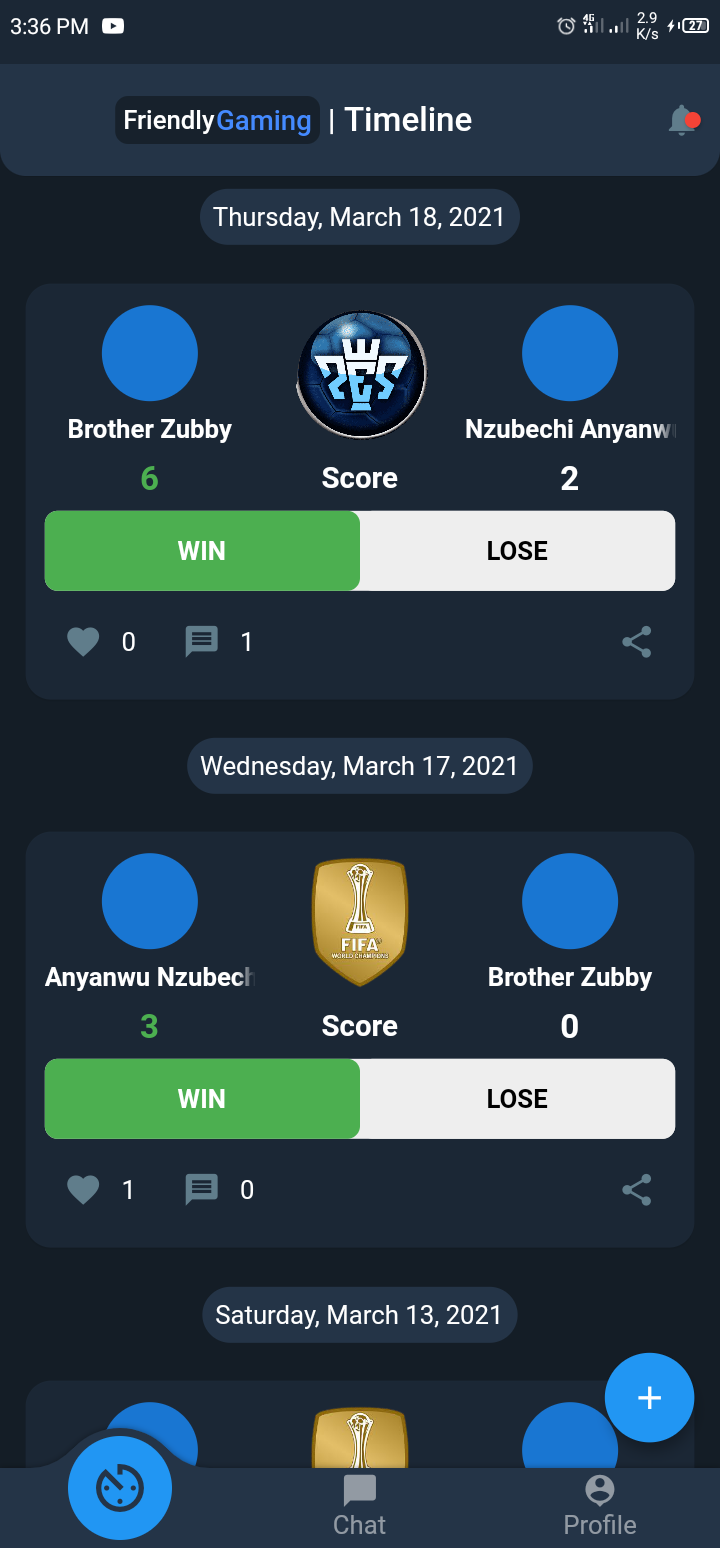 3:36 PM
4G
2.9
K/s
27
FriendlyGaming | Timeline
Thursday, March 18, 2021
PES
Brother Zubby
Nzubechi Anyanw
6 Score 2
WIN LOSE
0 1
Wednesday, March 17, 2021
FIFA
WORLD CHAMPIONS
Anyanwu Nzubech
Brother Zubby
3 Score 0
WIN LOSE
1 0
Saturday, March 13, 2021
+
Chat Profile